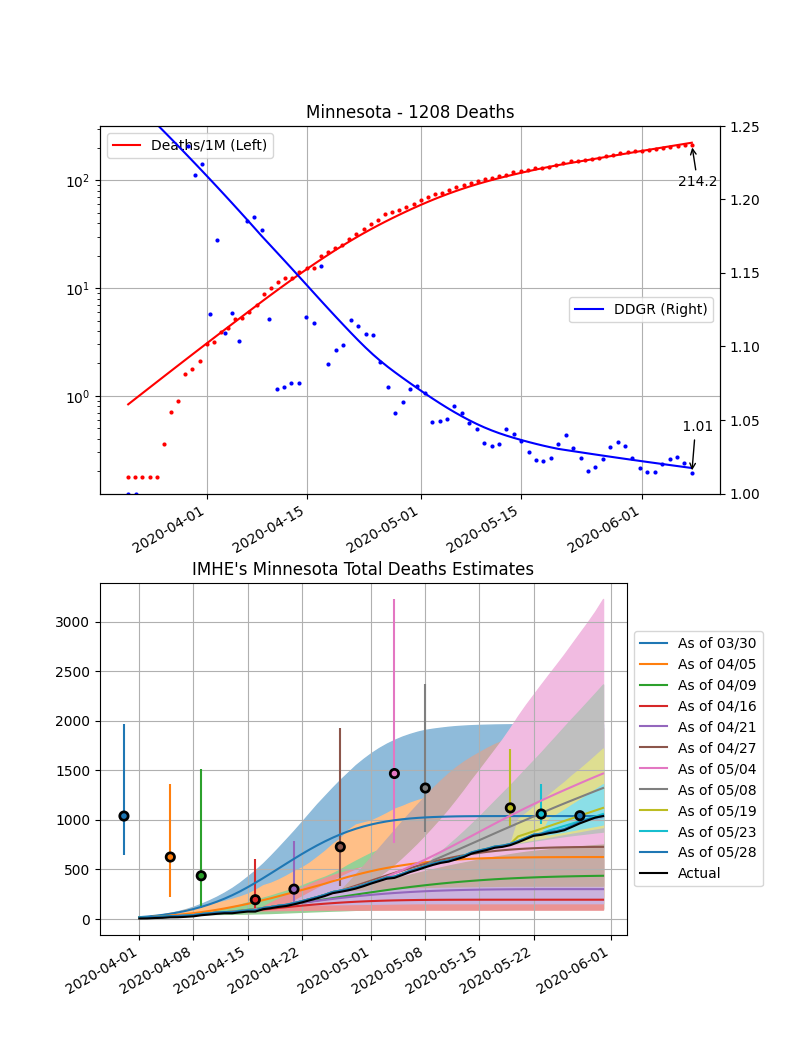 Minnesota - 1208 Deaths
Deaths/1M (Left)
DDGR (Right)
214.2
1.01
10²
10¹
10⁰
1.25
1.20
1.15
1.10
1.05
1.00
2020-04-01
2020-04-15
2020-05-01
2020-05-15
2020-06-01
IMHE's Minnesota Total Deaths Estimates
3000
2500
2000
1500
1000
500
0
2020-04-01
2020-04-08
2020-04-15
2020-04-22
2020-05-01
2020-05-08
2020-05-15
2020-05-22
2020-06-01
As of 03/30
As of 04/05
As of 04/09
As of 04/16
As of 04/21
As of 04/27
As of 05/04
As of 05/08
As of 05/19
As of 05/23
As of 05/28
Actual